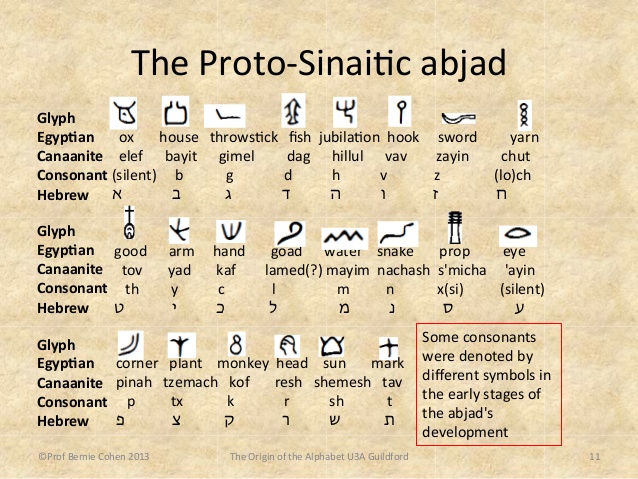 The Proto-Sinaitic abjad
Glyph
Egyptian ox house throwstick fish jubilation hook sword yarn
Canaanite elef bayit gimel dag hillul vav zayin chut
Consonant (silent) b g d h v z (lo)ch
Hebrew א ב ג ד ה ו ז ח
Glyph
Egyptian good arm hand goad water snake prop eye
Canaanite tov yad kaf lamed(?) mayim nachash s'micha 'ayin
Consonant th y c l m n x(si) (silent)
Hebrew ט י כ ל מ נ ס ע
Glyph
Egyptian corner plant monkey head sun mark
Canaanite pinah tzemach kof resh shemesh tav
Consonant p tx k r sh t
Hebrew פ צ ק ר ש ת
Some consonants
were denoted by
different symbols in
the early stages of
the abjad's
development
©Prof Bernie Cohen 2013 The Origin of the Alphabet U3A Guildford 11